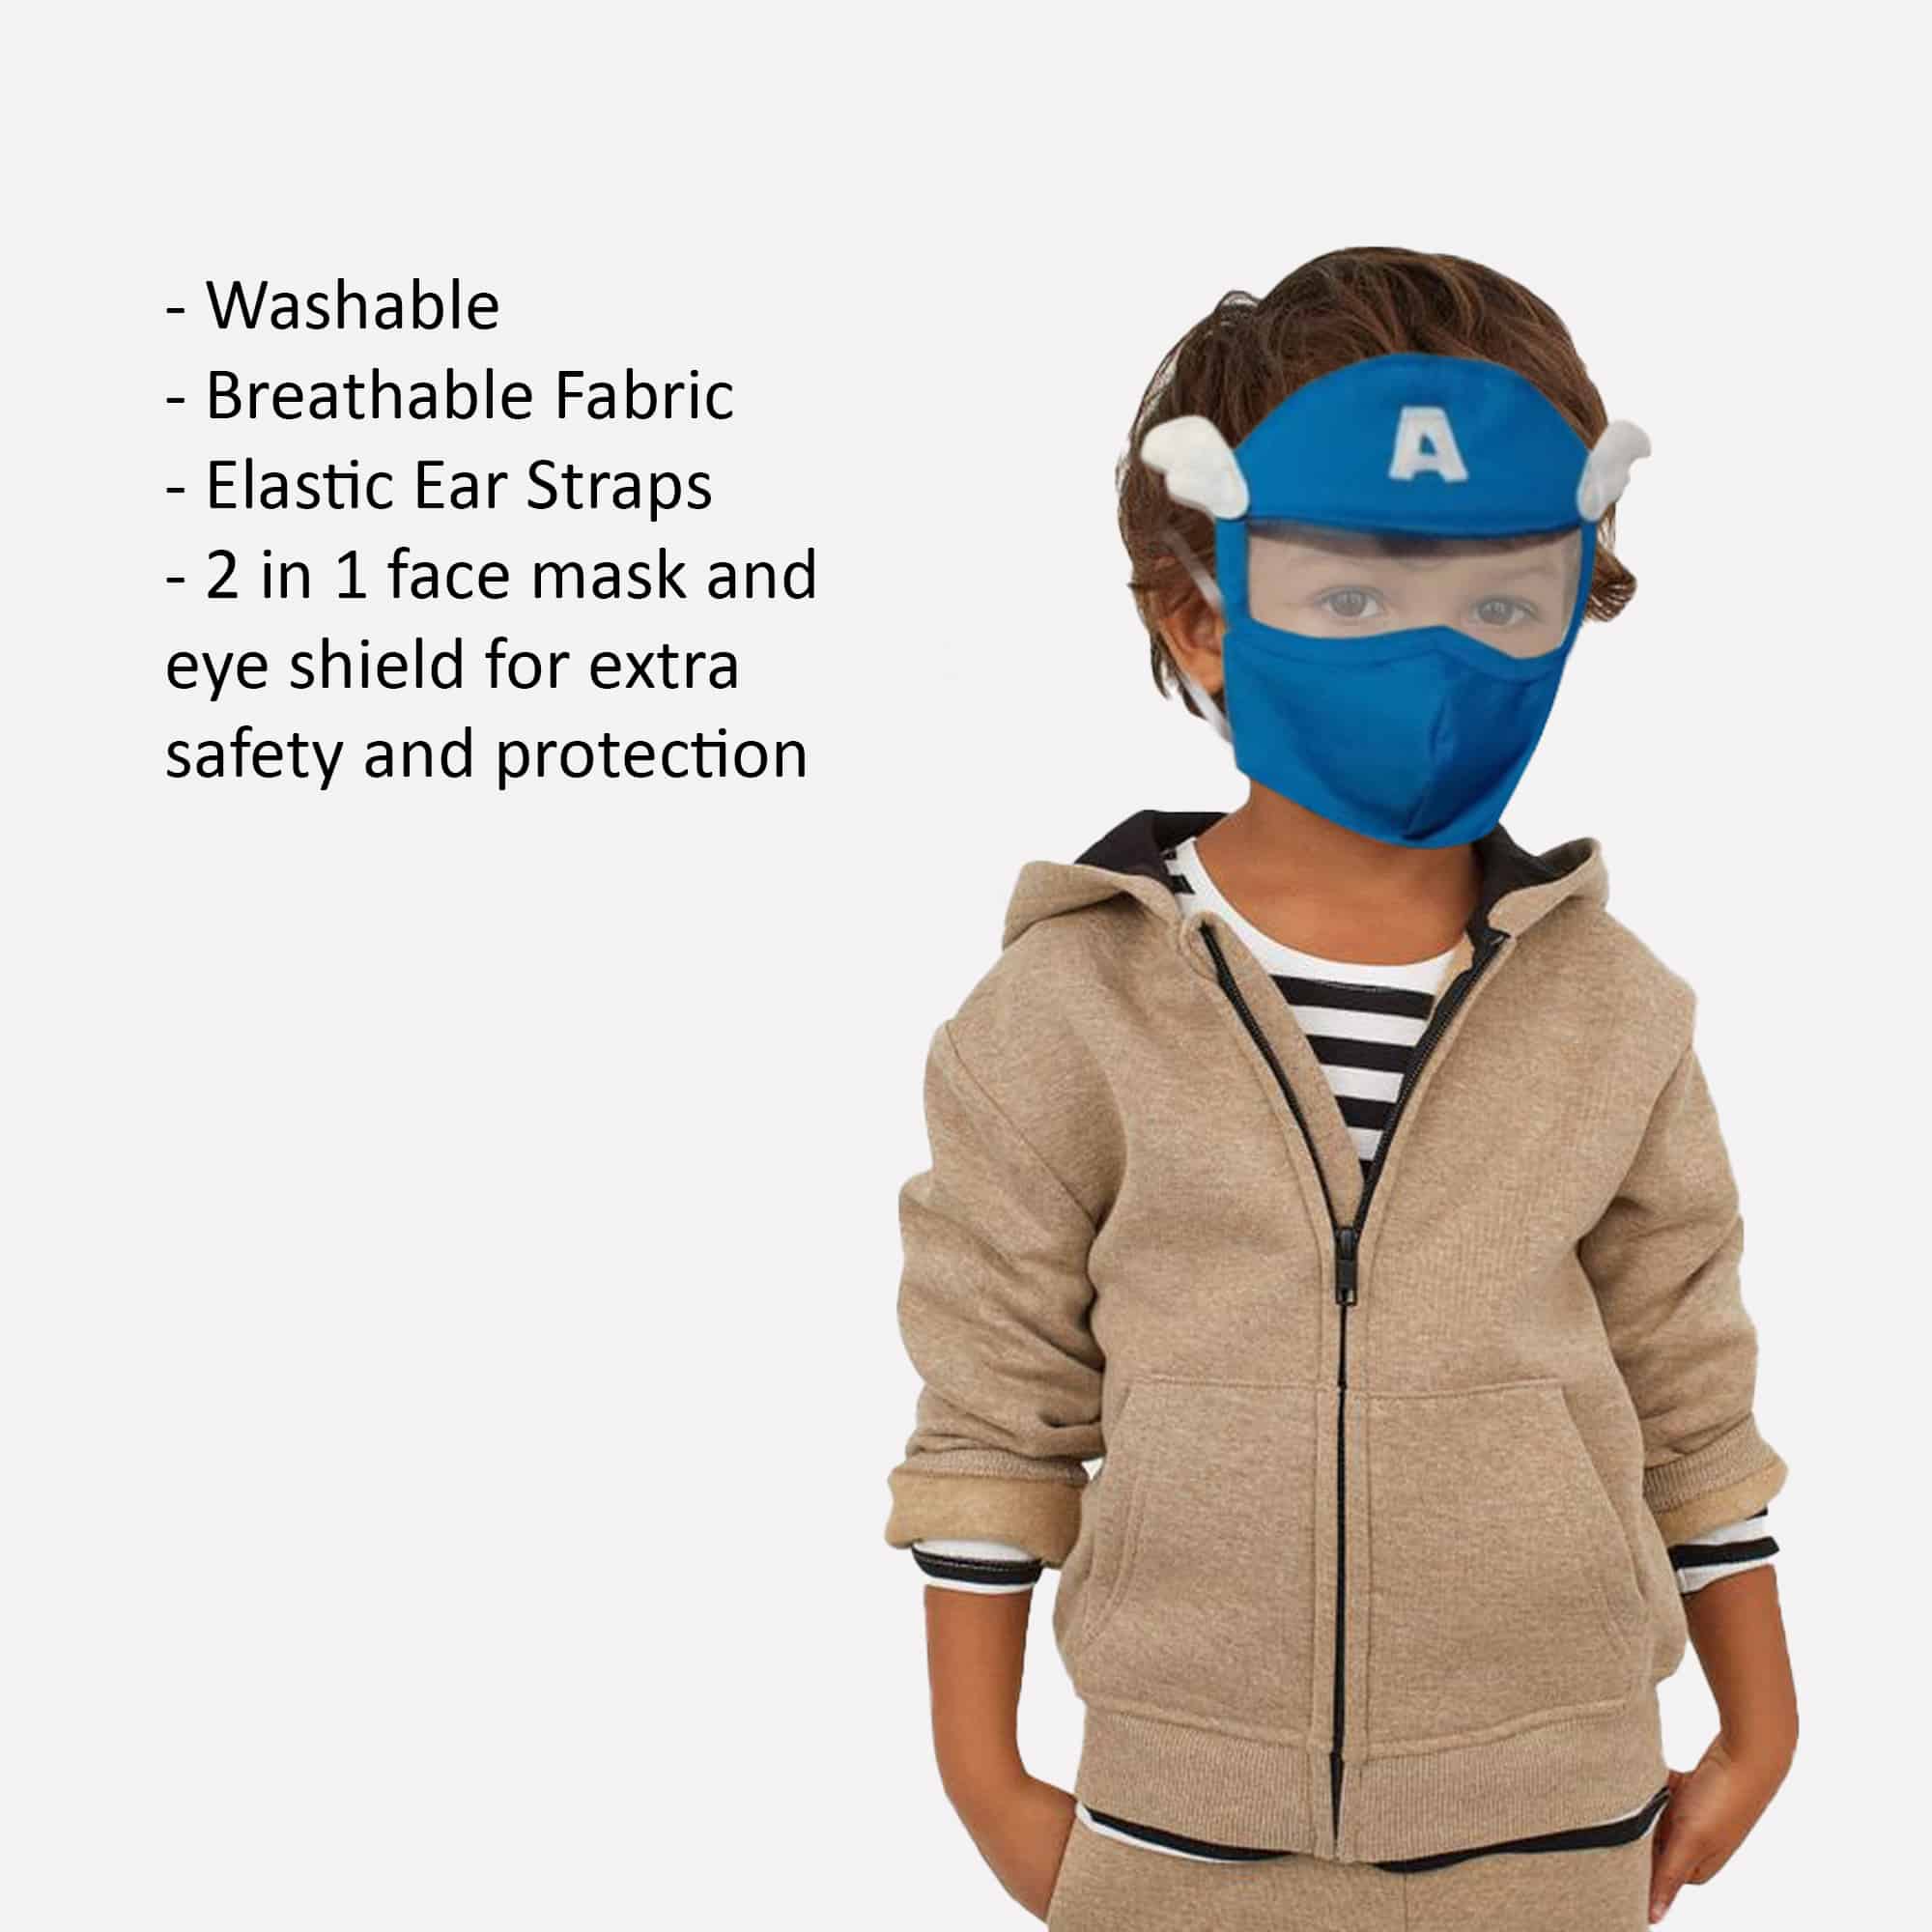 - Washable
- Breathable Fabric
- Elastic Ear Straps
- 2 in 1 face mask and
eye shield for extra
safety and protection
A